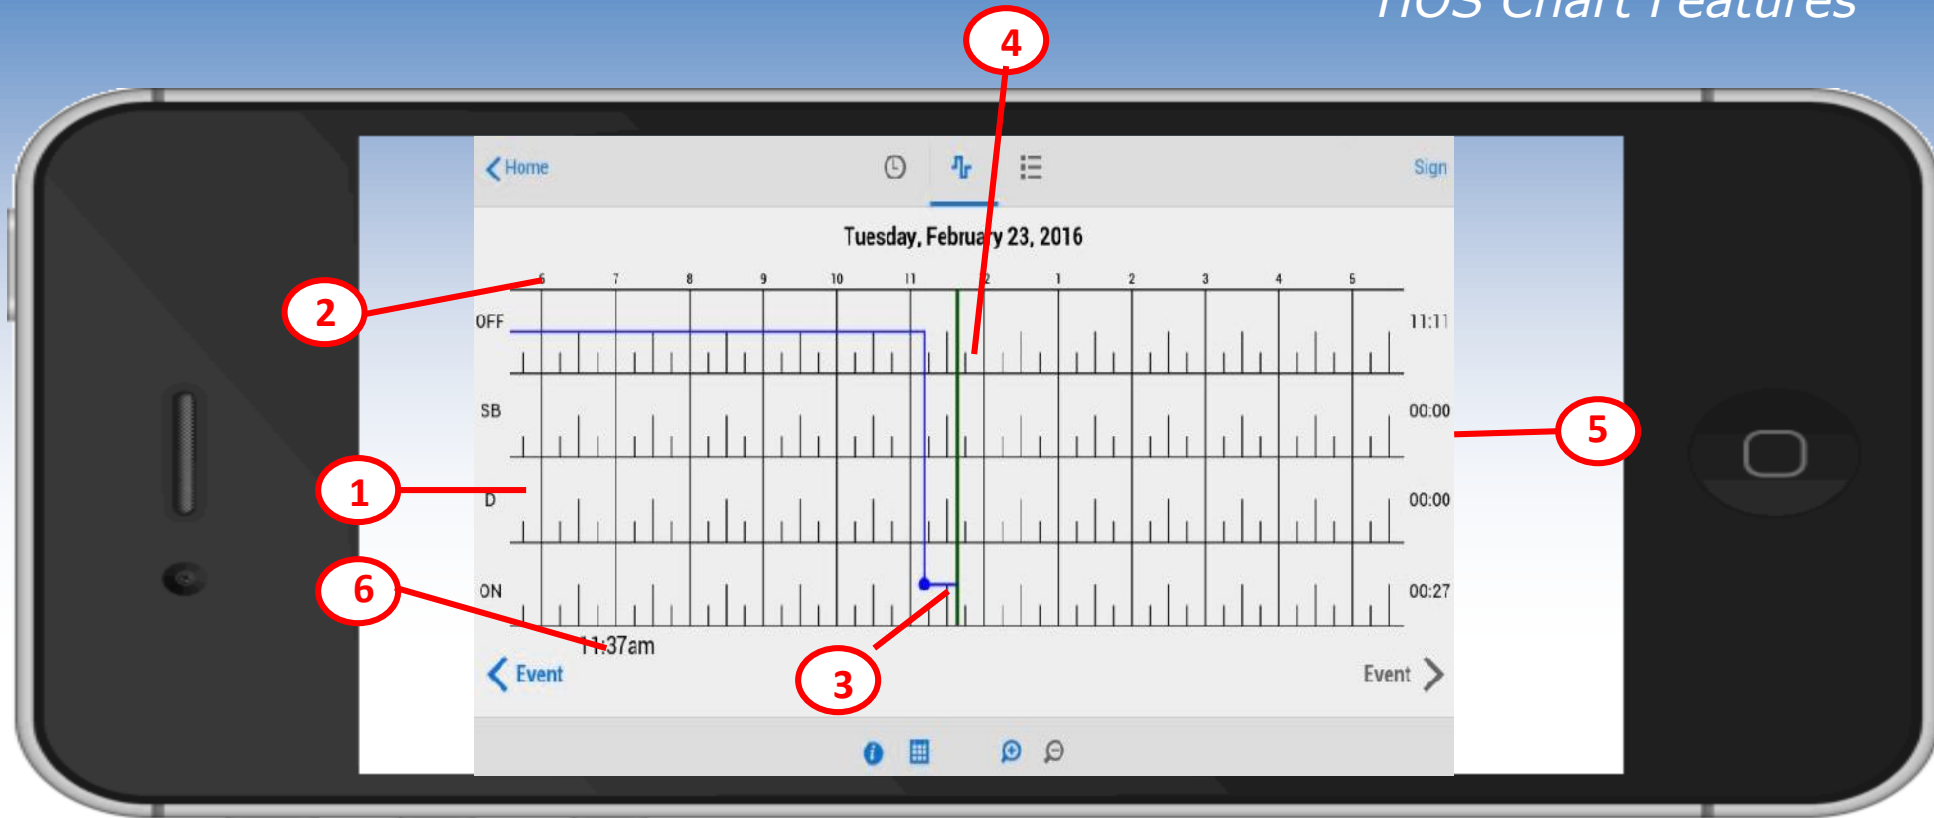 HOS Chart Features
4
Home
Sign
Tuesday, February 23, 2016
6 7 8 9 10 11 2 1 2 3 4 5
2
OFF 11:11
SB 00:00
5
1
D 00:00
6
ON 00:27
11:37am
3
Event Event